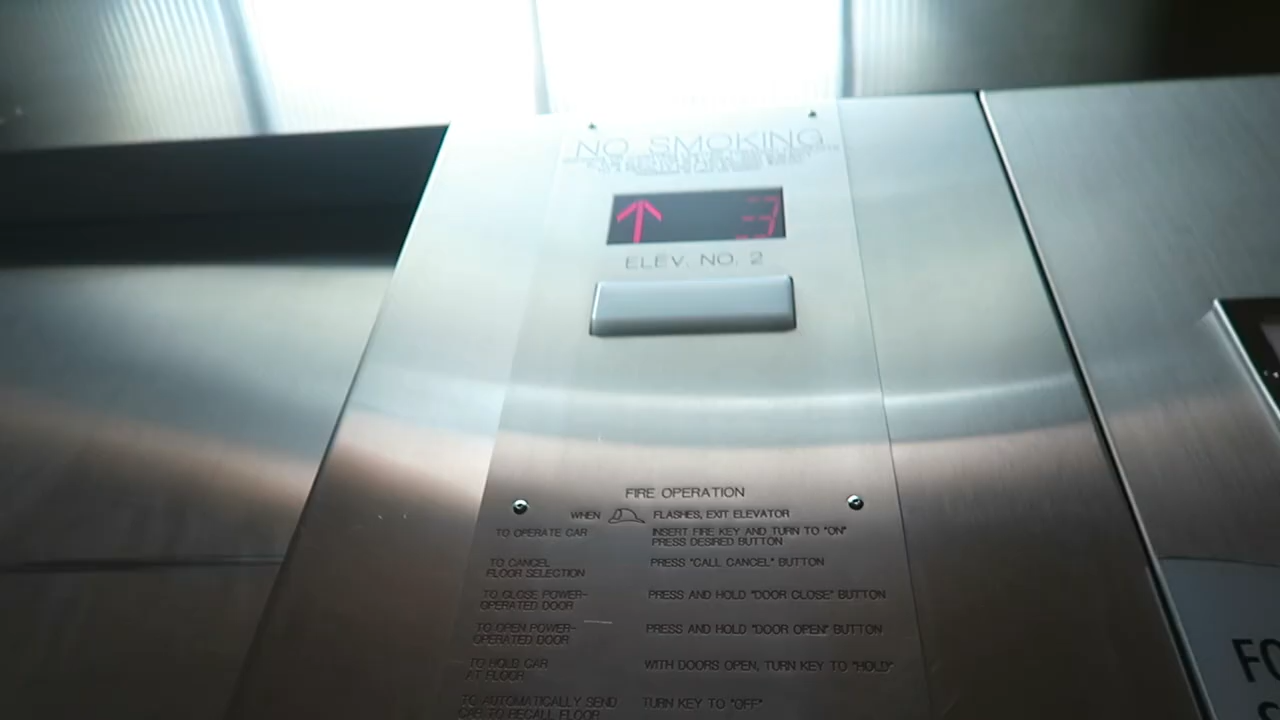 NO SMOKING
3
ELEV. NO. 2
FIRE OPERATION
WHEN FLASHES, EXIT ELEVATOR
TO OPERATE CAR INSERT FIRE KEY AND TURN TO "ON"
PRESS DESIRED BUTTON
TO CANCEL PRESS "CALL CANCEL" BUTTON
FLOOR SELECTION
TO CLOSE POWER- PRESS AND HOLD "DOOR CLOSE" BUTTON
OPERATED DOOR
TO OPEN POWER- PRESS AND HOLD "DOOR OPEN" BUTTON
OPERATED DOOR
TO HOLD CAR WITH DOORS OPEN, TURN KEY TO "HOLD"
AT FLOOR
TO AUTOMATICALLY SEND TURN KEY TO "OFF"
CAR TO RECALL FLOOR